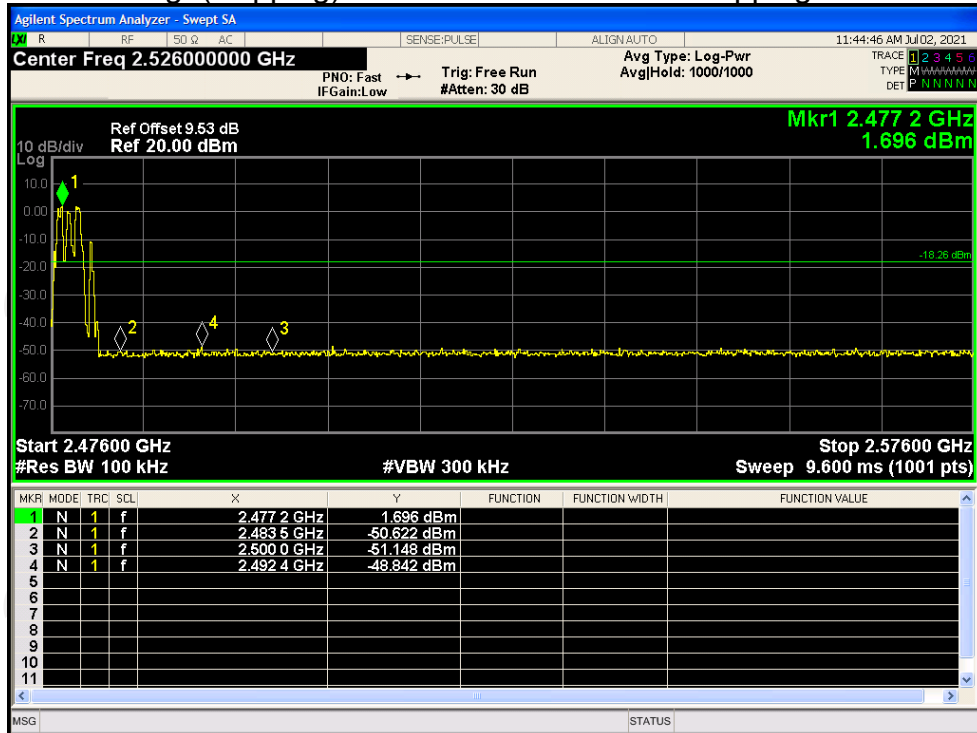 Agilent Spectrum Analyzer - Swept SA
LXI R RF 50 Ω AC SENSE:PULSE ALIGN AUTO 11:44:46 AM Jul 02, 2021
Center Freq 2.526000000 GHz
PNO: Fast
IFGain:Low
Trig: Free Run
#Atten: 30 dB
Avg Type: Log-Pwr
Avg|Hold: 1000/1000
TRACE 1 2 3 4 5 6
TYPE M
DET P N N N N N
Mkr1 2.477 2 GHz
1.696 dBm
Ref Offset 9.53 dB
10 dB/div Ref 20.00 dBm
Log
10.0
0.00
-10.0
-20.0
-30.0
-40.0
-50.0
-60.0
-70.0
1
-18.26 dBm
2
4
3
Start 2.47600 GHz Stop 2.57600 GHz
#Res BW 100 kHz #VBW 300 kHz Sweep 9.600 ms (1001 pts)
MKR MODE TRC SCL X Y FUNCTION FUNCTION WIDTH FUNCTION VALUE
1 N 1 f 2.477 2 GHz 1.696 dBm
2 N 1 f 2.483 5 GHz -50.622 dBm
3 N 1 f 2.500 0 GHz -51.148 dBm
4 N 1 f 2.492 4 GHz -48.842 dBm
5
6
7
8
9
10
11
MSG STATUS